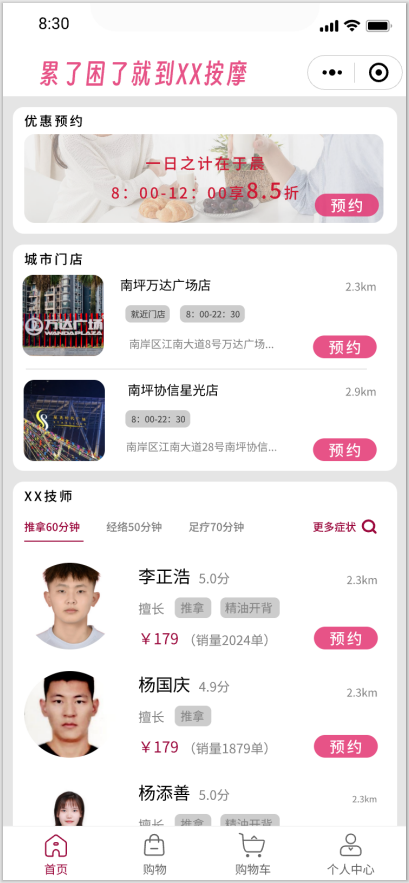 8:30
累了困了就到XX按摩
优惠预约
一日之计在于晨
8：00-12：00享8.5折
预约
城市门店
南坪万达广场店
2.3km
就近门店 8：00-22：30
南岸区江南大道8号万达广场...
预约
万达广场
WANDAPLAZA
南坪协信星光店
2.9km
8：00-22：30
南岸区江南大道28号南坪协信...
预约
XX技师
推拿60分钟 经络50分钟 足疗70分钟 更多症状
李正浩 5.0分
2.3km
擅长 推拿 精油开背
￥179 （销量2024单）
预约
杨国庆 4.9分
2.3km
擅长 推拿
￥179 （销量1879单）
预约
杨添善 5.0分
2.3km
擅长 推拿 精油开背
首页 购物 购物车 个人中心